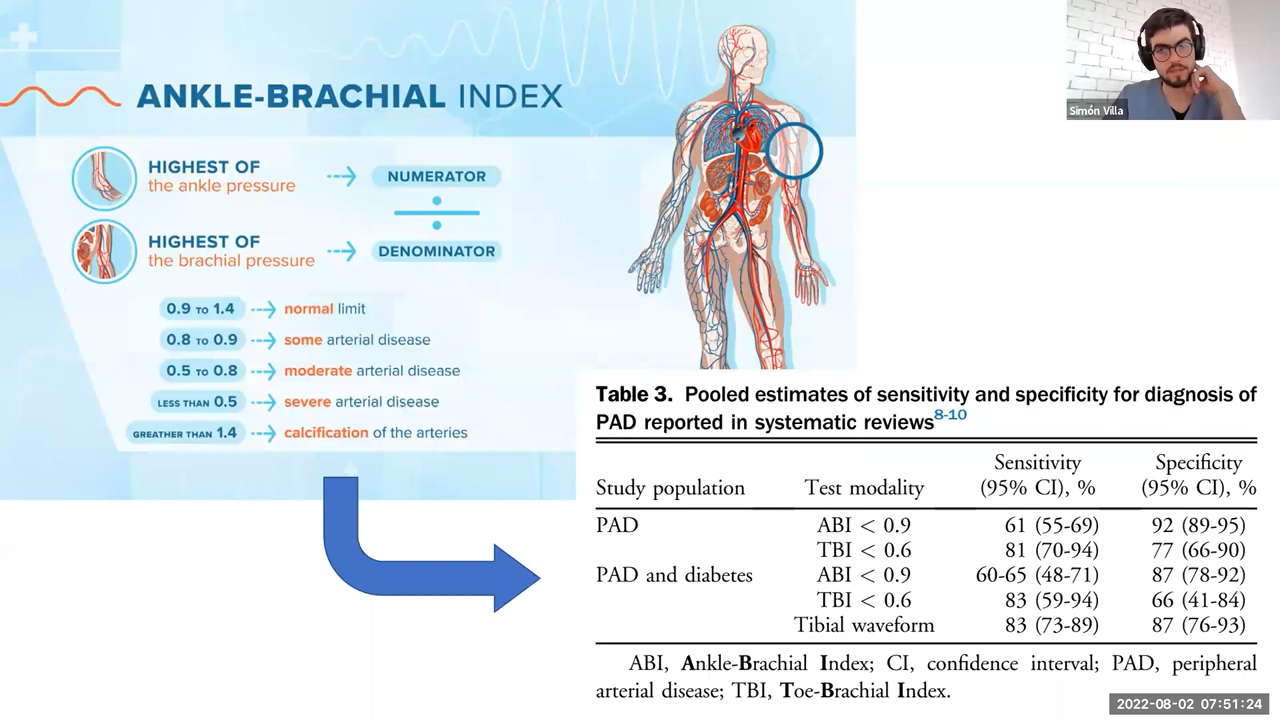 ANKLE-BRACHIAL INDEX
HIGHEST OF
the ankle pressure
NUMERATOR
HIGHEST OF
the brachial pressure
DENOMINATOR
0.9 TO 1.4 normal limit
0.8 TO 0.9 some arterial disease
0.5 TO 0.8 moderate arterial disease
LESS THAN 0.5 severe arterial disease
GREATHER THAN 1.4 calcification of the arteries
Simón Villa
Table 3. Pooled estimates of sensitivity and specificity for diagnosis of
PAD reported in systematic reviews8-10
Sensitivity Specificity
Study population Test modality (95% CI), % (95% CI), %
PAD ABI < 0.9 61 (55-69) 92 (89-95)
TBI < 0.6 81 (70-94) 77 (66-90)
PAD and diabetes ABI < 0.9 60-65 (48-71) 87 (78-92)
TBI < 0.6 83 (59-94) 66 (41-84)
Tibial waveform 83 (73-89) 87 (76-93)
ABI, Ankle-Brachial Index; CI, confidence interval; PAD, peripheral
arterial disease; TBI, Toe-Brachial Index.
2022-08-02 07:51:24